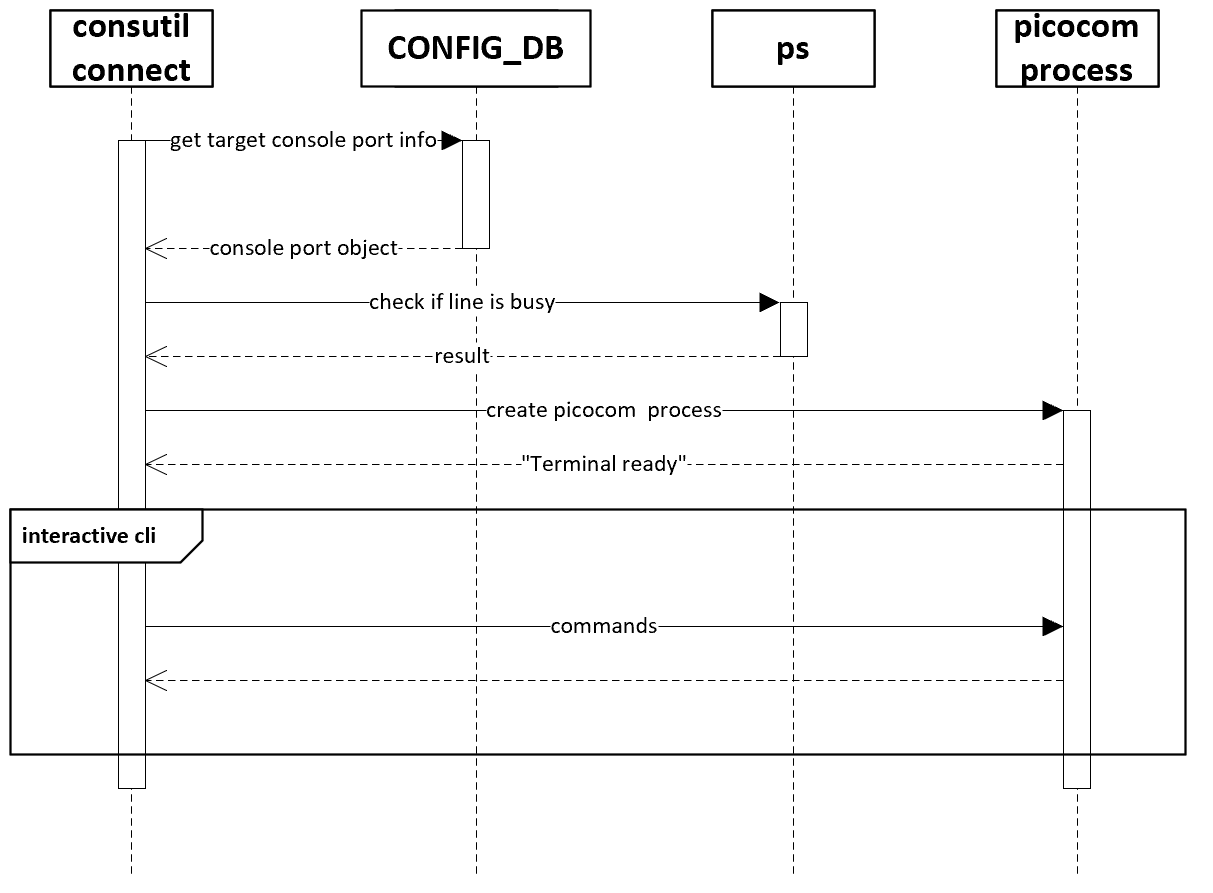 consutil
connect
CONFIG_DB
ps
picocom
process
get target console port info
console port object
check if line is busy
result
create picocom  process
"Terminal ready"
interactive cli
commands